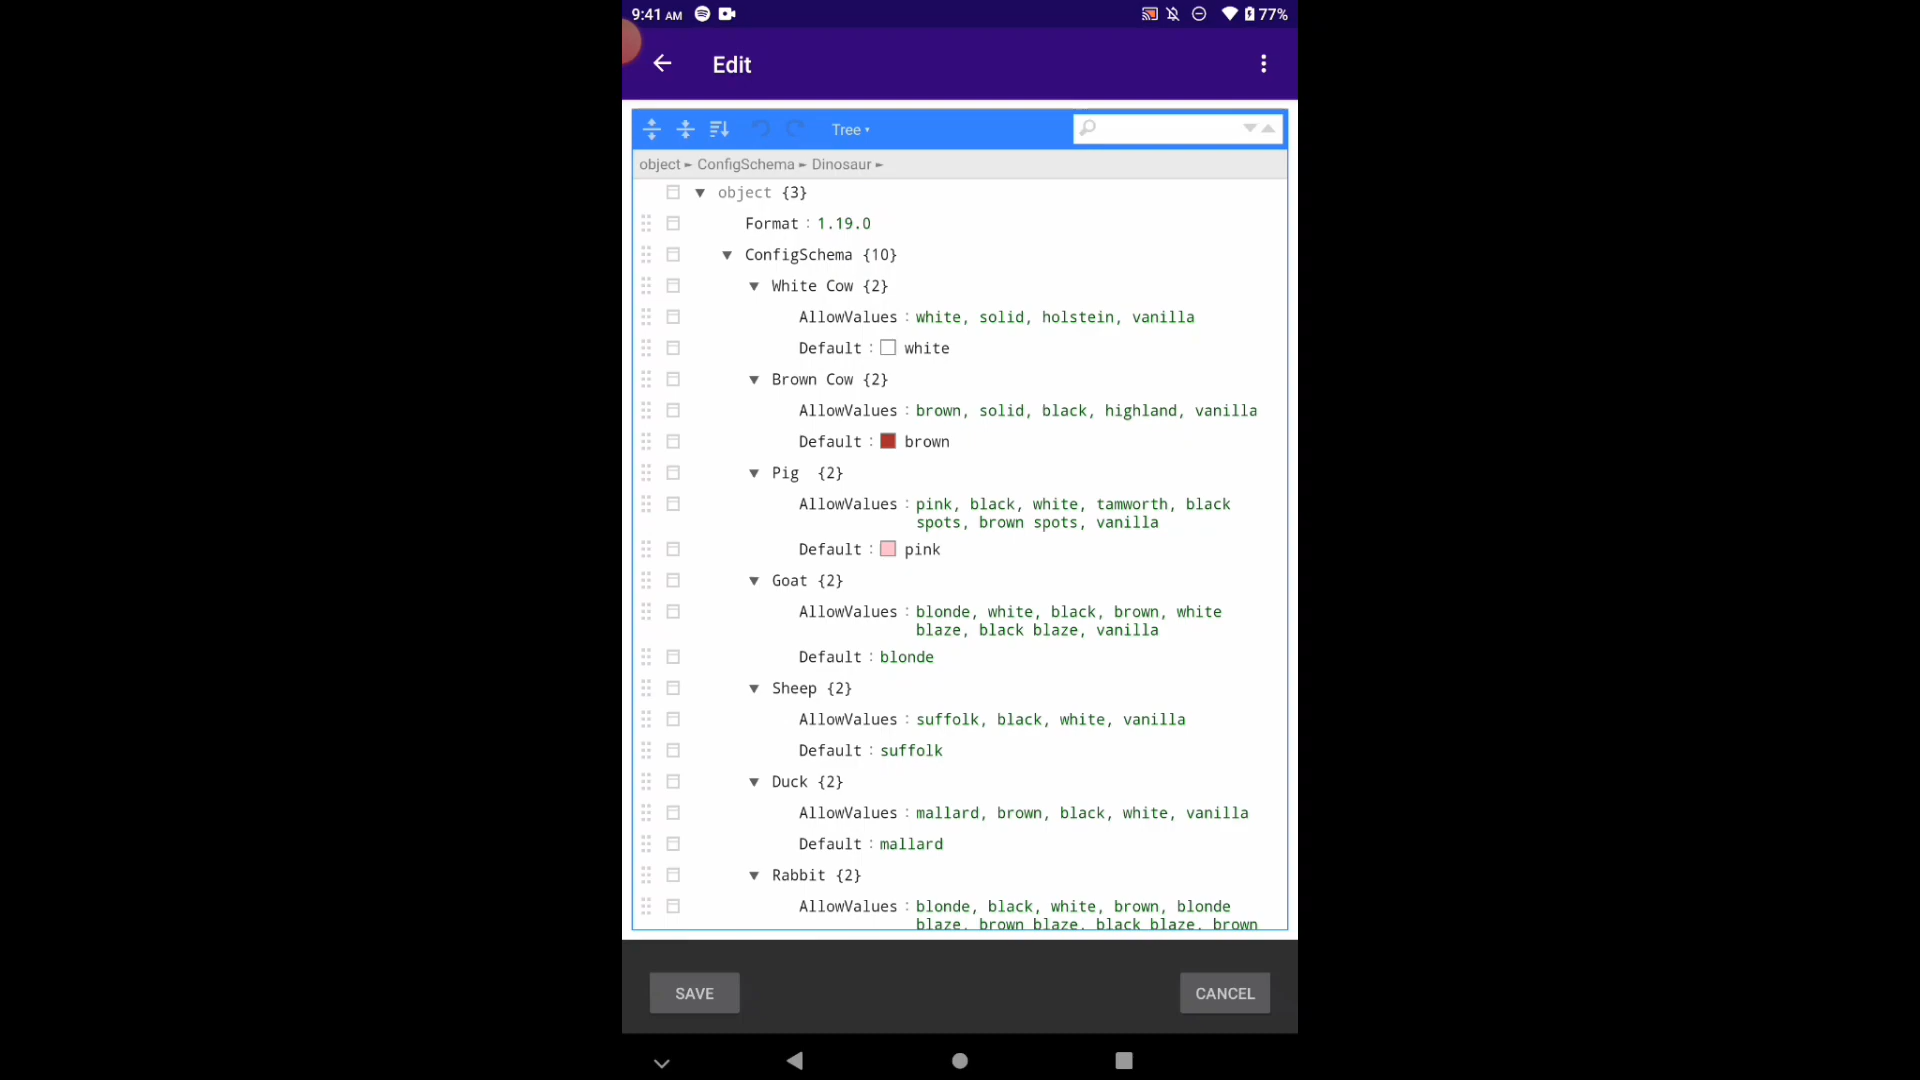 9:41 AM 77%
Edit
Tree
object ► ConfigSchema ► Dinosaur ►
object {3}
Format : 1.19.0
ConfigSchema {10}
White Cow {2}
AllowValues : white, solid, holstein, vanilla
Default : white
Brown Cow {2}
AllowValues : brown, solid, black, highland, vanilla
Default : brown
Pig {2}
AllowValues : pink, black, white, tamworth, black
spots, brown spots, vanilla
Default : pink
Goat {2}
AllowValues : blonde, white, black, brown, white
blaze, black blaze, vanilla
Default : blonde
Sheep {2}
AllowValues : suffolk, black, white, vanilla
Default : suffolk
Duck {2}
AllowValues : mallard, brown, black, white, vanilla
Default : mallard
Rabbit {2}
AllowValues : blonde, black, white, brown, blonde
blaze, brown blaze, black blaze, brown
SAVE
CANCEL